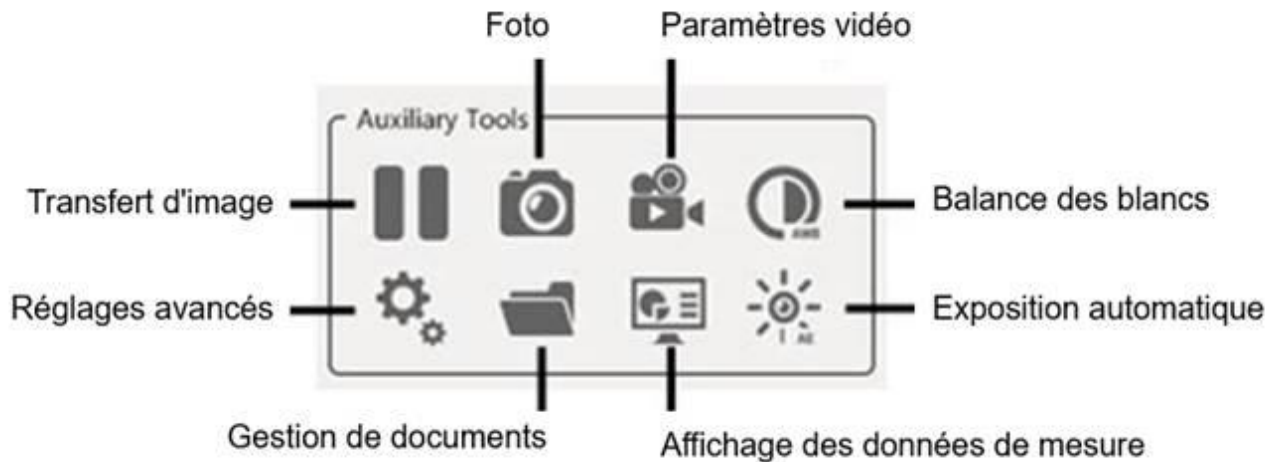 Foto
Paramètres vidéo
Auxiliary Tools
Transfert d'image
AWB
Balance des blancs
Réglages avancés
AE
Exposition automatique
Gestion de documents
Affichage des données de mesure